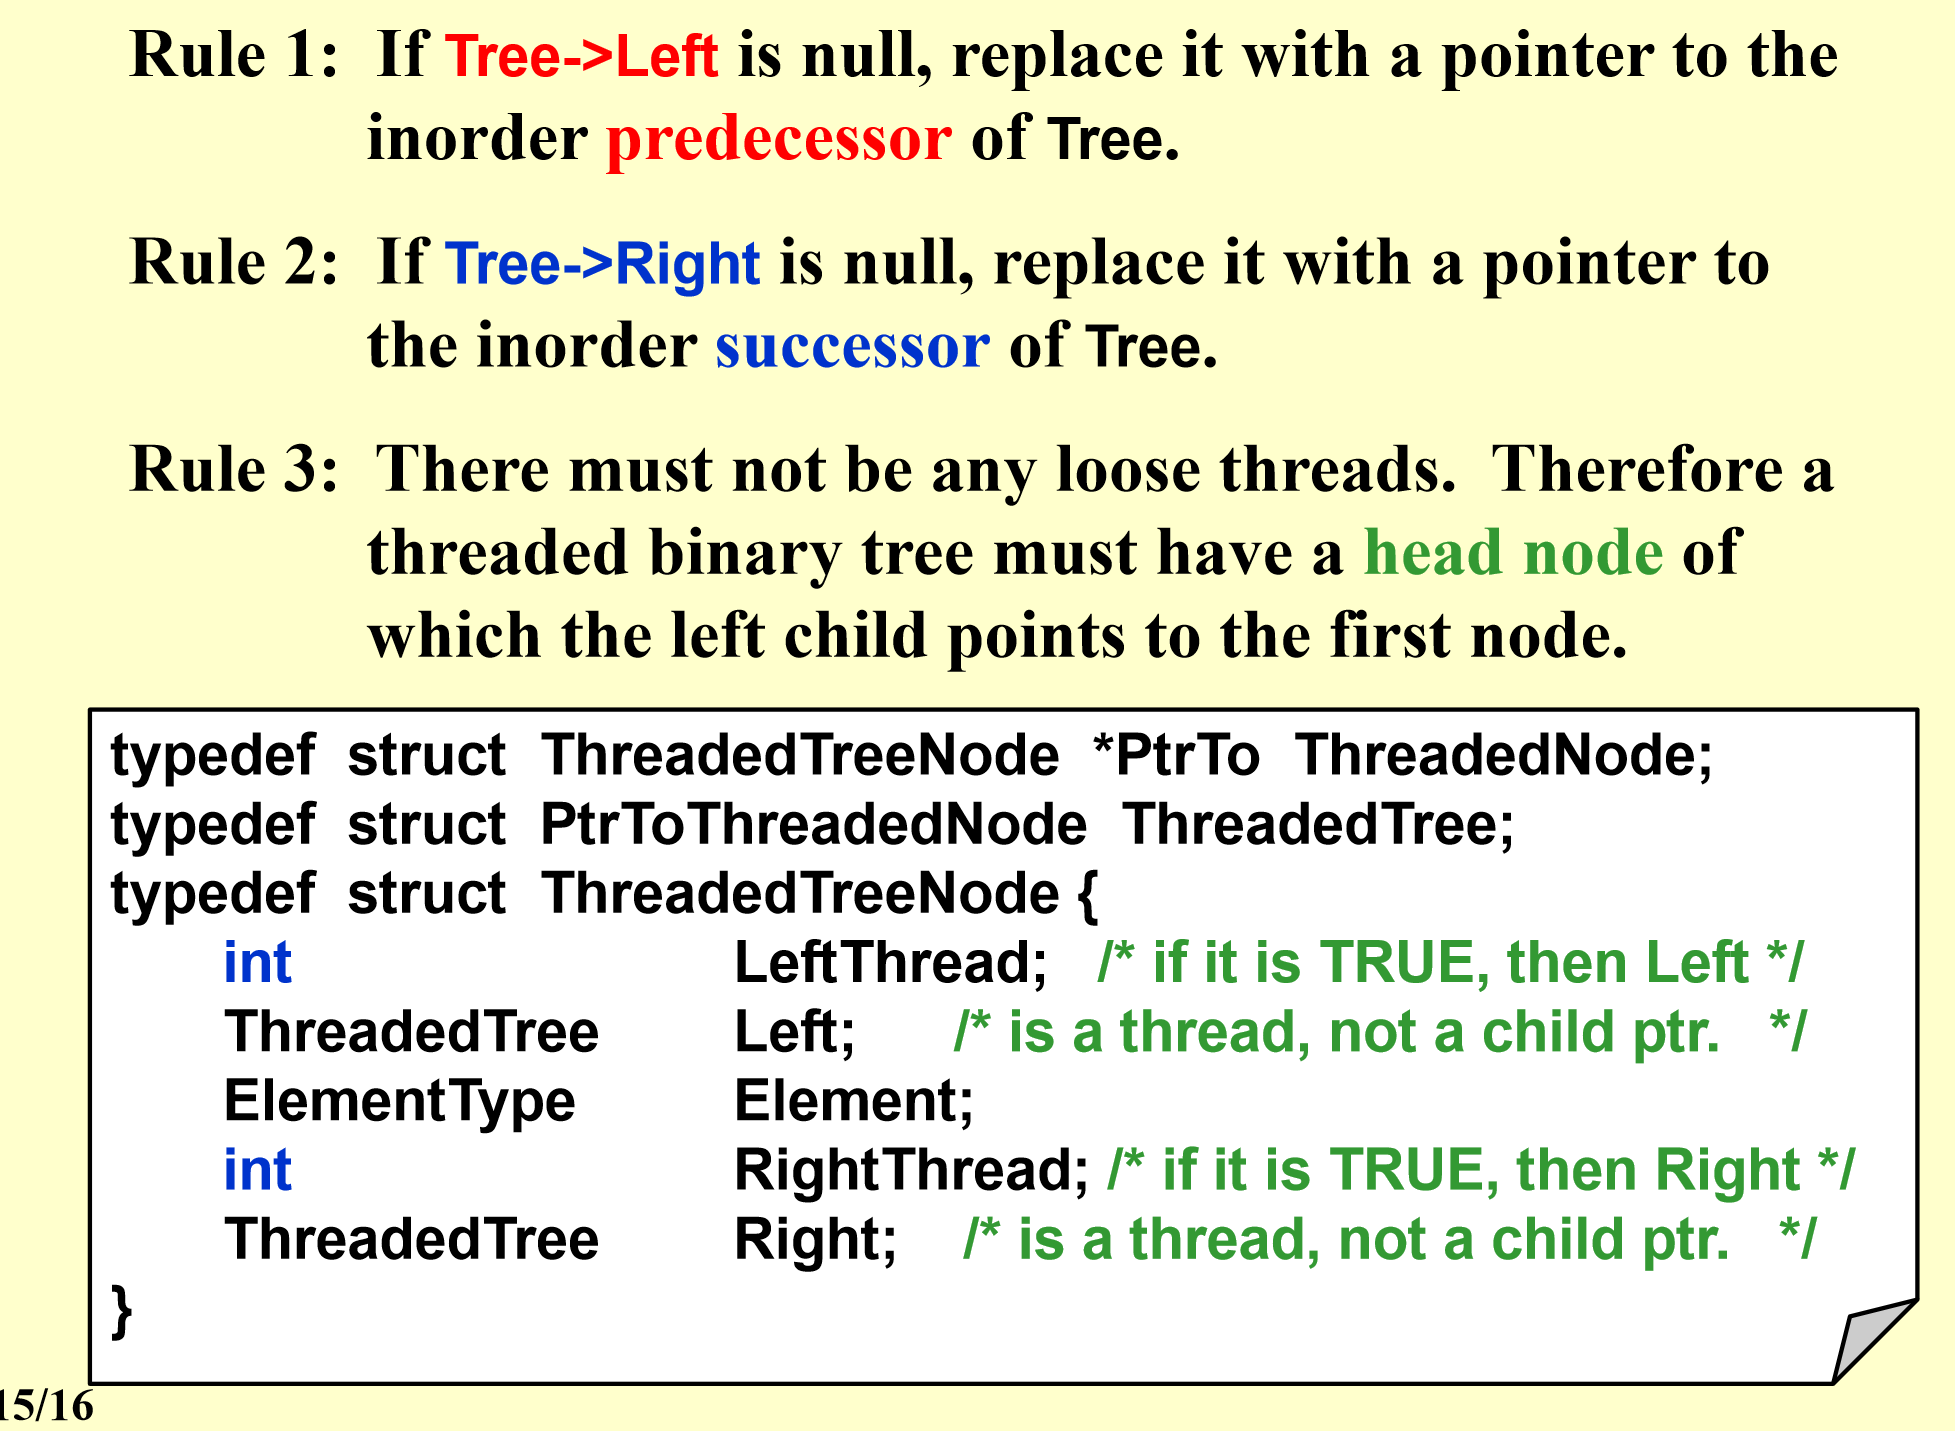 Rule 1: If Tree->Left is null, replace it with a pointer to the
inorder predecessor of Tree.
Rule 2: If Tree->Right is null, replace it with a pointer to
the inorder successor of Tree.
Rule 3: There must not be any loose threads. Therefore a
threaded binary tree must have a head node of
which the left child points to the first node.
typedef struct ThreadedTreeNode *PtrTo ThreadedNode;
typedef struct PtrToThreadedNode ThreadedTree;
typedef struct ThreadedTreeNode {
int LeftThread; /* if it is TRUE, then Left */
ThreadedTree Left; /* is a thread, not a child ptr. */
ElementType Element;
int RightThread; /* if it is TRUE, then Right */
ThreadedTree Right; /* is a thread, not a child ptr. */
}
15/16